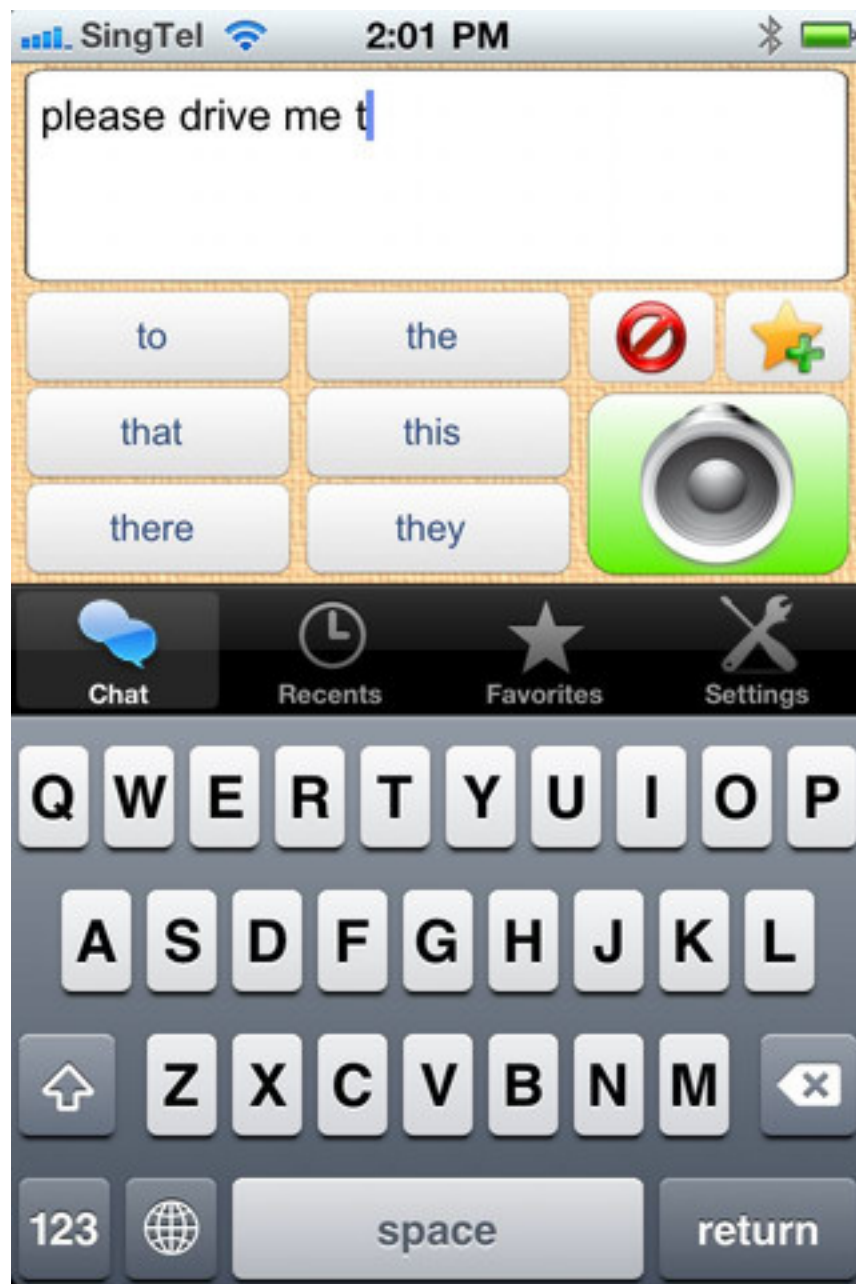 SingTel 2:01 PM
please drive me t
to the
that this
there they
Chat Recents Favorites Settings
Q W E R T Y U I O P
A S D F G H J K L
Z X C V B N M
123 space return